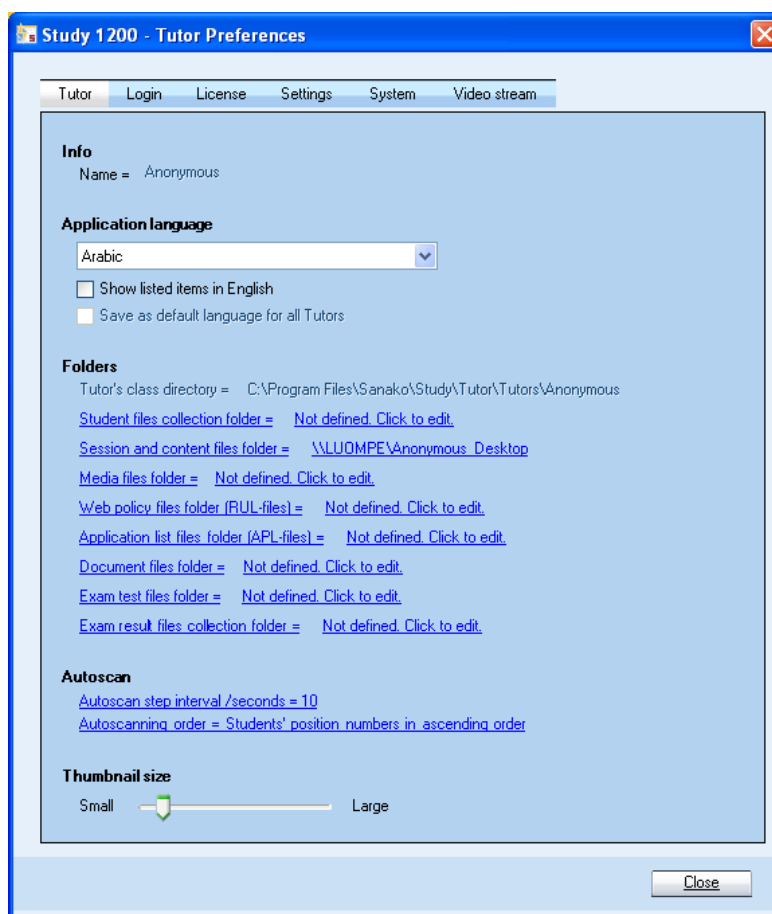 Study 1200 - Tutor Preferences
Tutor Login License Settings System Video stream
Info
Name = Anonymous
Application language
Arabic
Show listed items in English
Save as default language for all Tutors
Folders
Tutor's class directory = C:\Program Files\Sanako\Study\Tutor\Tutors\Anonymous
Student files collection folder = Not defined. Click to edit.
Session and content files folder = \\LUOMPE\Anonymous_Desktop
Media files folder = Not defined. Click to edit.
Web policy files folder (RUL-files) = Not defined. Click to edit.
Application list files folder (APL-files) = Not defined. Click to edit.
Document files folder = Not defined. Click to edit.
Exam test files folder = Not defined. Click to edit.
Exam result files collection folder = Not defined. Click to edit.
Autoscan
Autoscan step interval /seconds = 10
Autoscanning order = Students' position numbers in ascending order
Thumbnail size
Small Large
Close